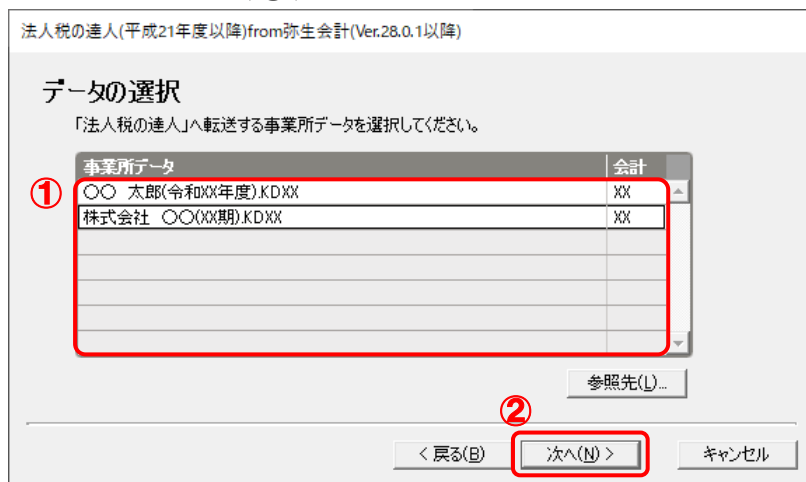 法人税の達人(平成21年度以降)from弥生会計(Ver.28.0.1以降)
データの選択
「法人税の達人」へ転送する事業所データを選択してください。
事業所データ 会計
① ○○ 太郎(令和XX年度).KDXX XX
株式会社 ○○(XX期).KDXX XX
参照先(L)...
②
< 戻る(B) 次へ(N) > キャンセル